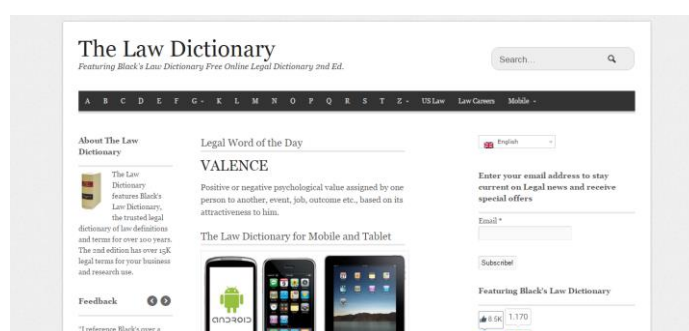 The Law Dictionary
Featuring Black's Law Dictionary Free Online Legal Dictionary 2nd Ed.
Search...
A B C D E F G - K L M N O P Q R S T Z - US Law Law Careers Mobile -
About The Law
Dictionary
The Law
Dictionary
features Black's
Law Dictionary,
the trusted legal
dictionary of law definitions
and terms for over 100 years.
The 2nd edition has over 15K
legal terms for your business
and research use.
Feedback
"I reference Black's over a
Legal Word of the Day
VALENCE
Positive or negative psychological value assigned by one
person to another, event, job, outcome etc., based on its
attractiveness to him.
The Law Dictionary for Mobile and Tablet
ANDROID
English
Enter your email address to stay
current on Legal news and receive
special offers
Email *
Subscribe!
Featuring Black's Law Dictionary
8.5K 1.170